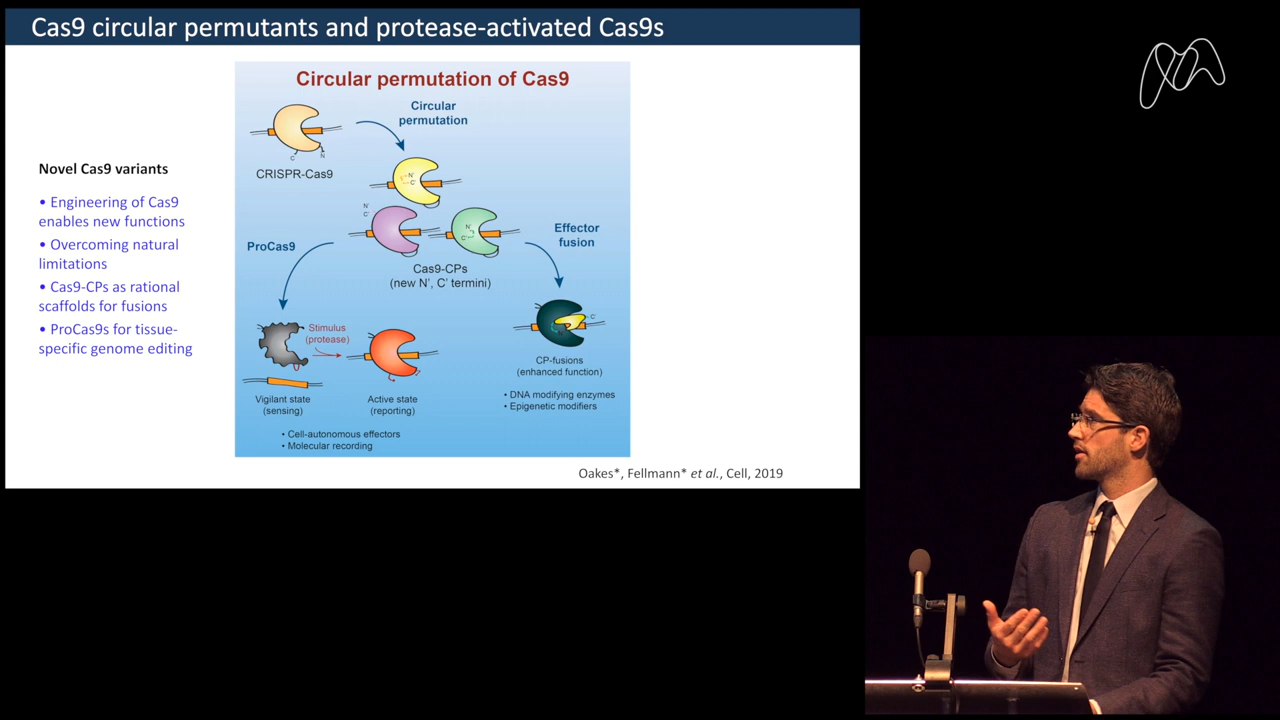 Cas9 circular permutants and protease-activated Cas9s
Novel Cas9 variants
• Engineering of Cas9
enables new functions
• Overcoming natural
limitations
• Cas9-CPs as rational
scaffolds for fusions
• ProCas9s for tissue-
specific genome editing
Circular permutation of Cas9
Circular
permutation
C'
N'
CRISPR-Cas9
N'
C'
N'
C'
N'
C'
ProCas9
Effector
fusion
Cas9-CPs
(new N', C' termini)
Stimulus
(protease)
C'
Vigilant state
(sensing)
Active state
(reporting)
• Cell-autonomous effectors
• Molecular recording
CP-fusions
(enhanced function)
• DNA modifying enzymes
• Epigenetic modifiers
Oakes*, Fellmann* et al., Cell, 2019